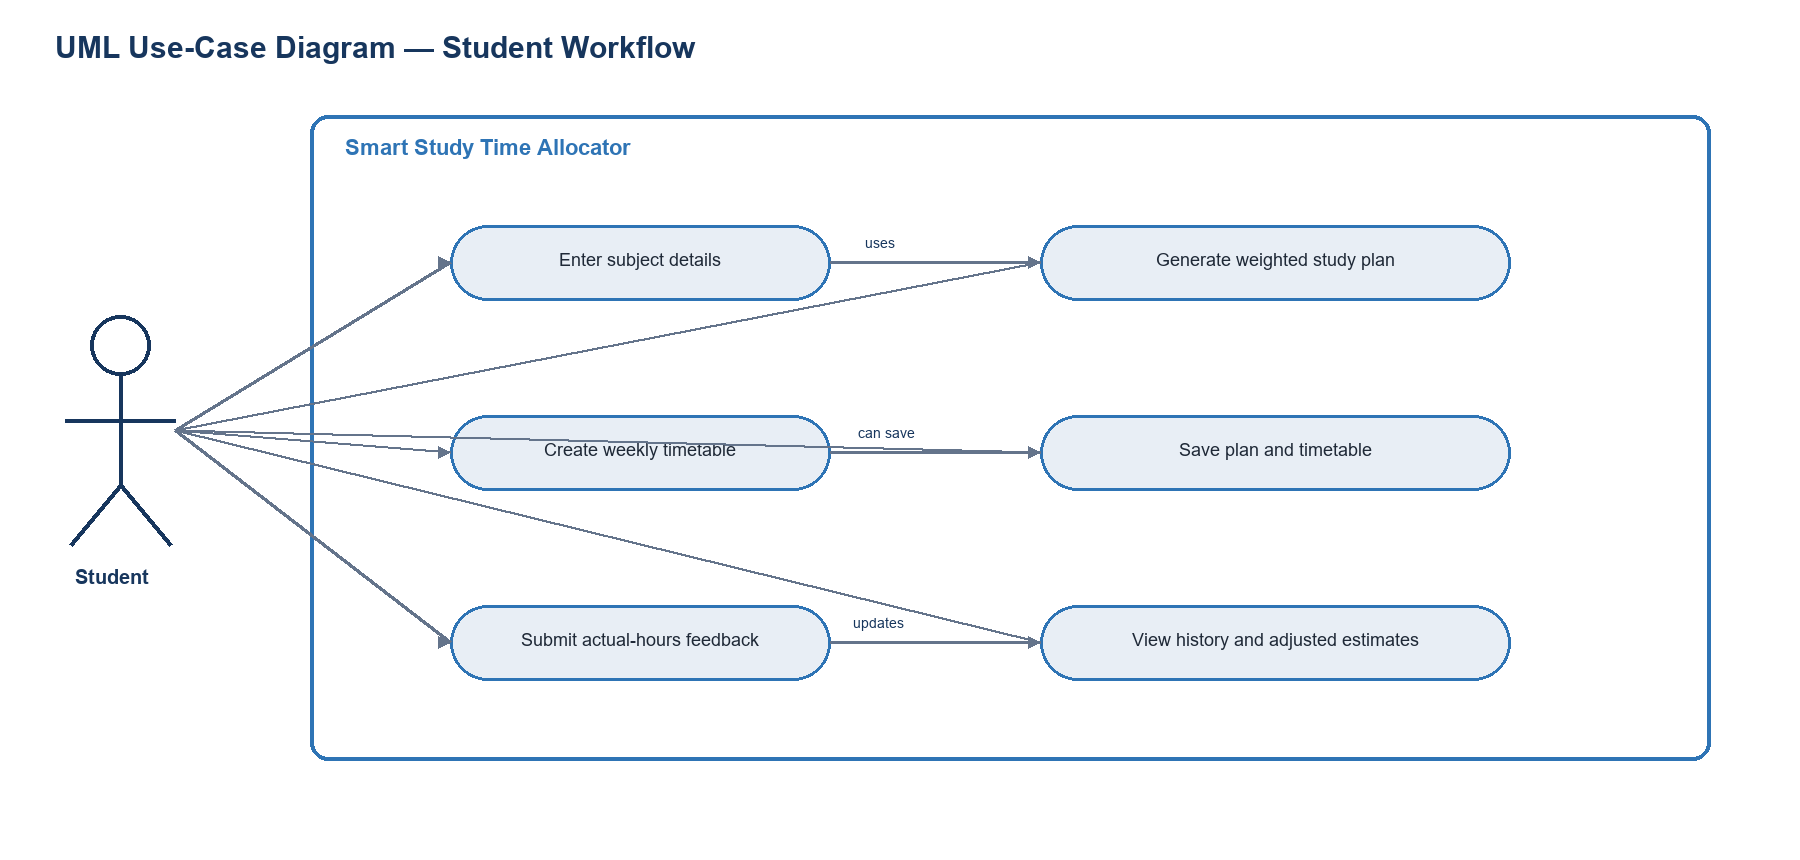 UML Use-Case Diagram — Student Workflow
Smart Study Time Allocator
Enter subject details
uses
Generate weighted study plan
Create weekly timetable
can save
Save plan and timetable
Student
Submit actual-hours feedback
updates
View history and adjusted estimates